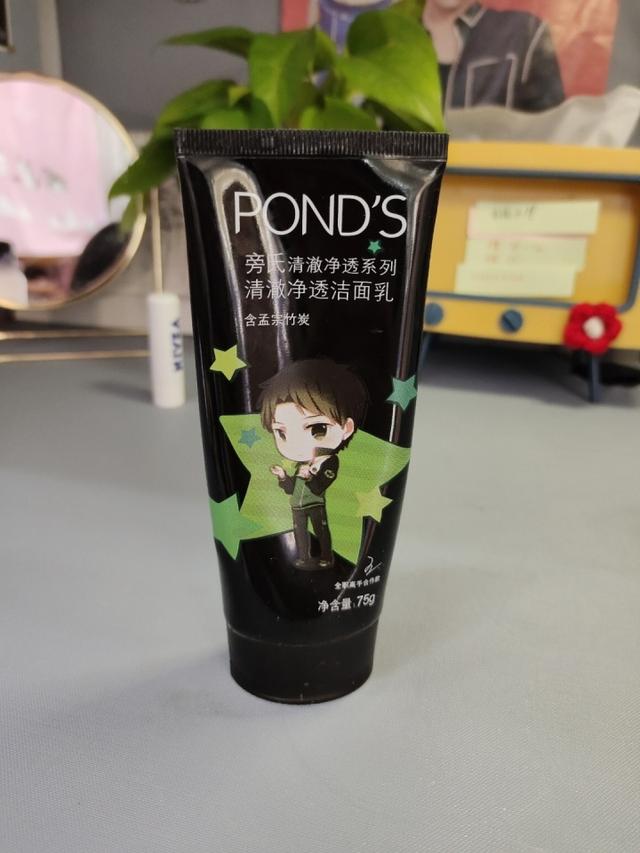 POND'S
旁氏清澈净透系列
清澈净透洁面乳
含孟宗竹炭
全职高手合作款
净含量:75g
NIVEA